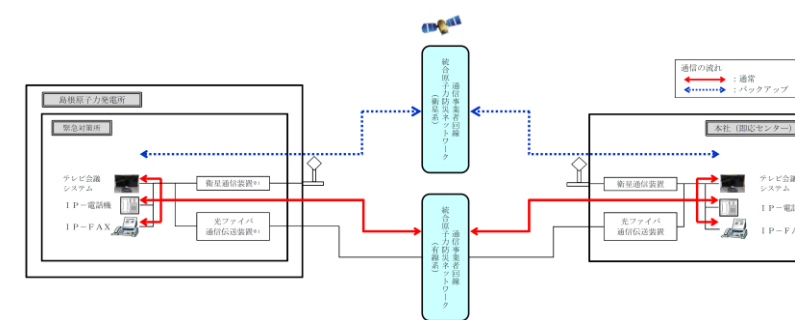 通信の流れ
：通常
：バックアップ
島根原子力発電所
緊急対策所
テレビ会議
システム
ＩＰ－電話機
ＩＰ－ＦＡＸ
衛星通信装置※1
光ファイバ
通信伝送装置※1
通信事業者回線
統合原子力防災ネットワーク
（衛星系）
通信事業者回線
統合原子力防災ネットワーク
（有線系）
本社（即応センター）
衛星通信装置
光ファイバ
通信伝送装置
テレビ会議
システム
ＩＰ－電話
ＩＰ－ＦＡ